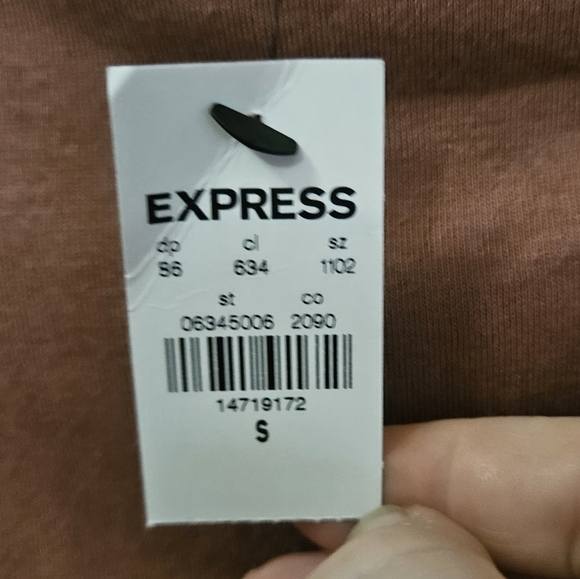 EXPRESS
dp cl sz
86 634 1102
st co
06345006 2090
14719172
S